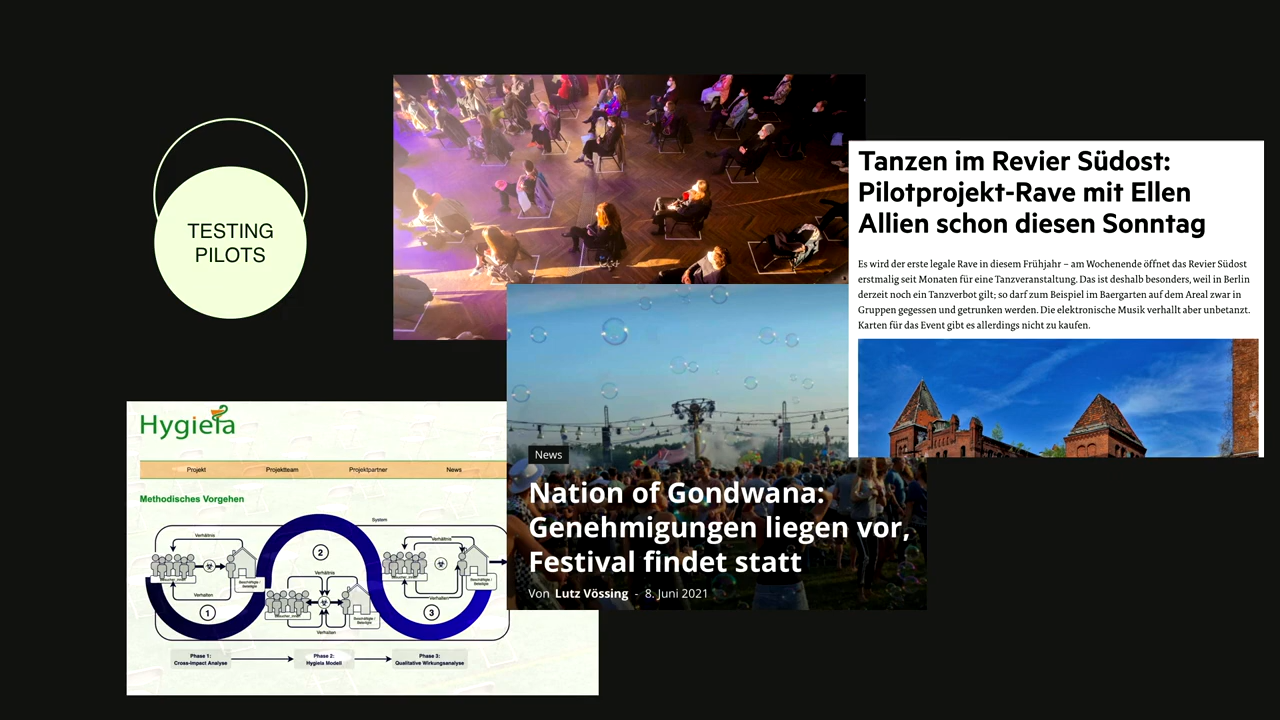 TESTING
PILOTS
Tanzen im Revier Südost:
Pilotprojekt-Rave mit Ellen
Allien schon diesen Sonntag
Es wird der erste legale Rave in diesem Frühjahr – am Wochenende öffnet das Revier Südost
erstmalig seit Monaten für eine Tanzveranstaltung. Das ist deshalb besonders, weil in Berlin
derzeit noch ein Tanzverbot gilt; so darf zum Beispiel im Baergarten auf dem Areal zwar in
Gruppen gegessen und getrunken werden. Die elektronische Musik verhallt aber unbetanzt.
Karten für das Event gibt es allerdings nicht zu kaufen.
News
Nation of Gondwana:
Genehmigungen liegen vor,
Festival findet statt
Von Lutz Vössing - 8. Juni 2021
Hygieia
Projekt Projektteam Projektpartner News
Methodisches Vorgehen
System
Verhältnis
Verhältnis
2
Verhältnis
Beschäftigte /
Beteiligte
Beschäftigte /
Beteiligte
Verhalten
Verhalten
Beschäftigte /
Beteiligte
1
3
Verhalten
Phase 1:
Cross-Impact Analyse
Phase 2:
Hygieia Modell
Phase 3:
Qualitative Wirkungsanalyse